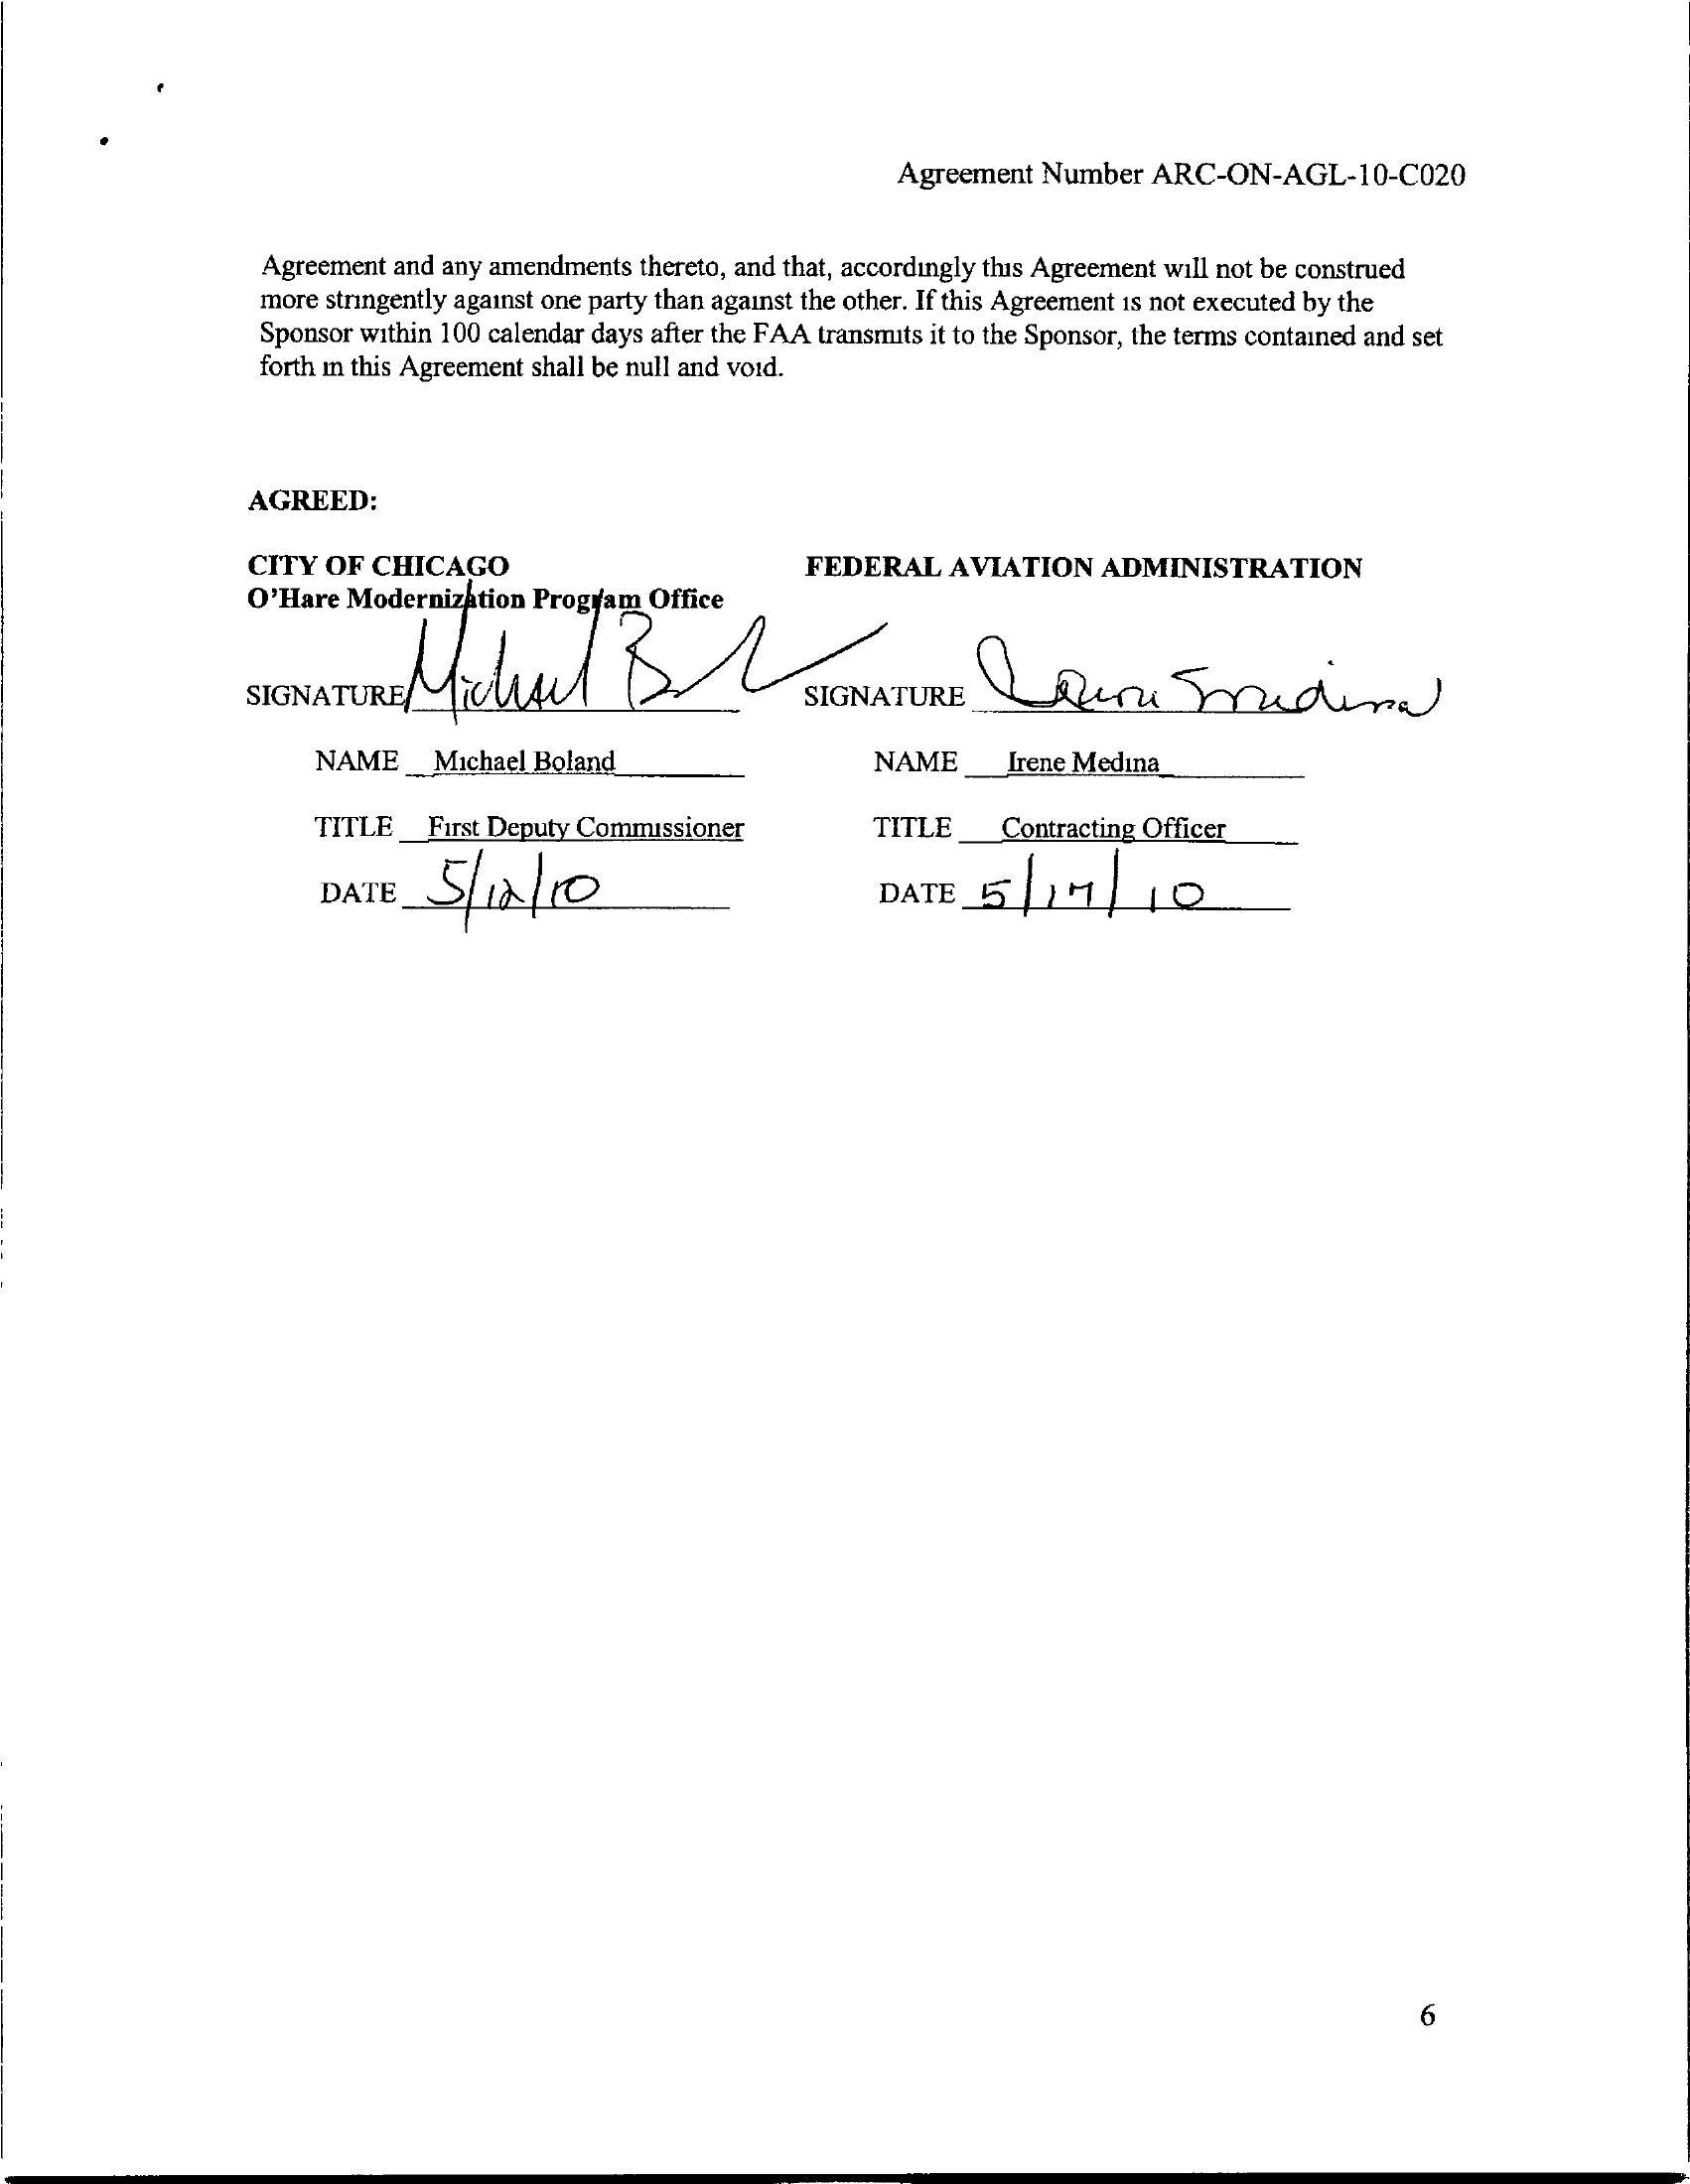 Agreement Number ARC-ON-AGL-10-C020
Agreement and any amendments thereto, and that, accordingly this Agreement will not be construed
more stringently against one party than against the other. If this Agreement is not executed by the
Sponsor within 100 calendar days after the FAA transmits it to the Sponsor, the terms contained and set
forth in this Agreement shall be null and void.
AGREED:
CITY OF CHICAGO
O'Hare Modernization Program Office
SIGNATURE Michael
NAME Michael Boland
TITLE First Deputy Commissioner
DATE 5/12/10
FEDERAL AVIATION ADMINISTRATION
SIGNATURE Irene Medina
NAME Irene Medina
TITLE Contracting Officer
DATE 5/17/10
6